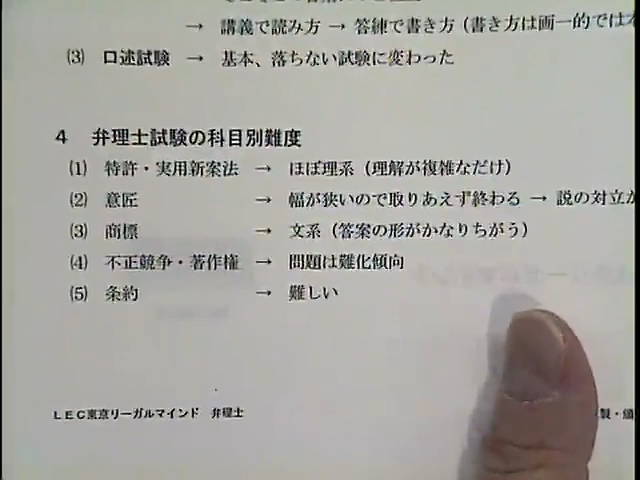 → 講義で読み方 → 答練で書き方(書き方は画一的では
(3) 口述試験 → 基本、落ちない試験に変わった
4 弁理士試験の科目別難度
(1) 特許・実用新案法 → ほぼ理系(理解が複雑なだけ)
(2) 意匠 → 幅が狭いので取りあえず終わる → 説の対立か
(3) 商標 → 文系(答案の形がかなりちがう)
(4) 不正競争・著作権 → 問題は難化傾向
(5) 条約 → 難しい
LEC東京リーガルマインド 弁理士 製・頒